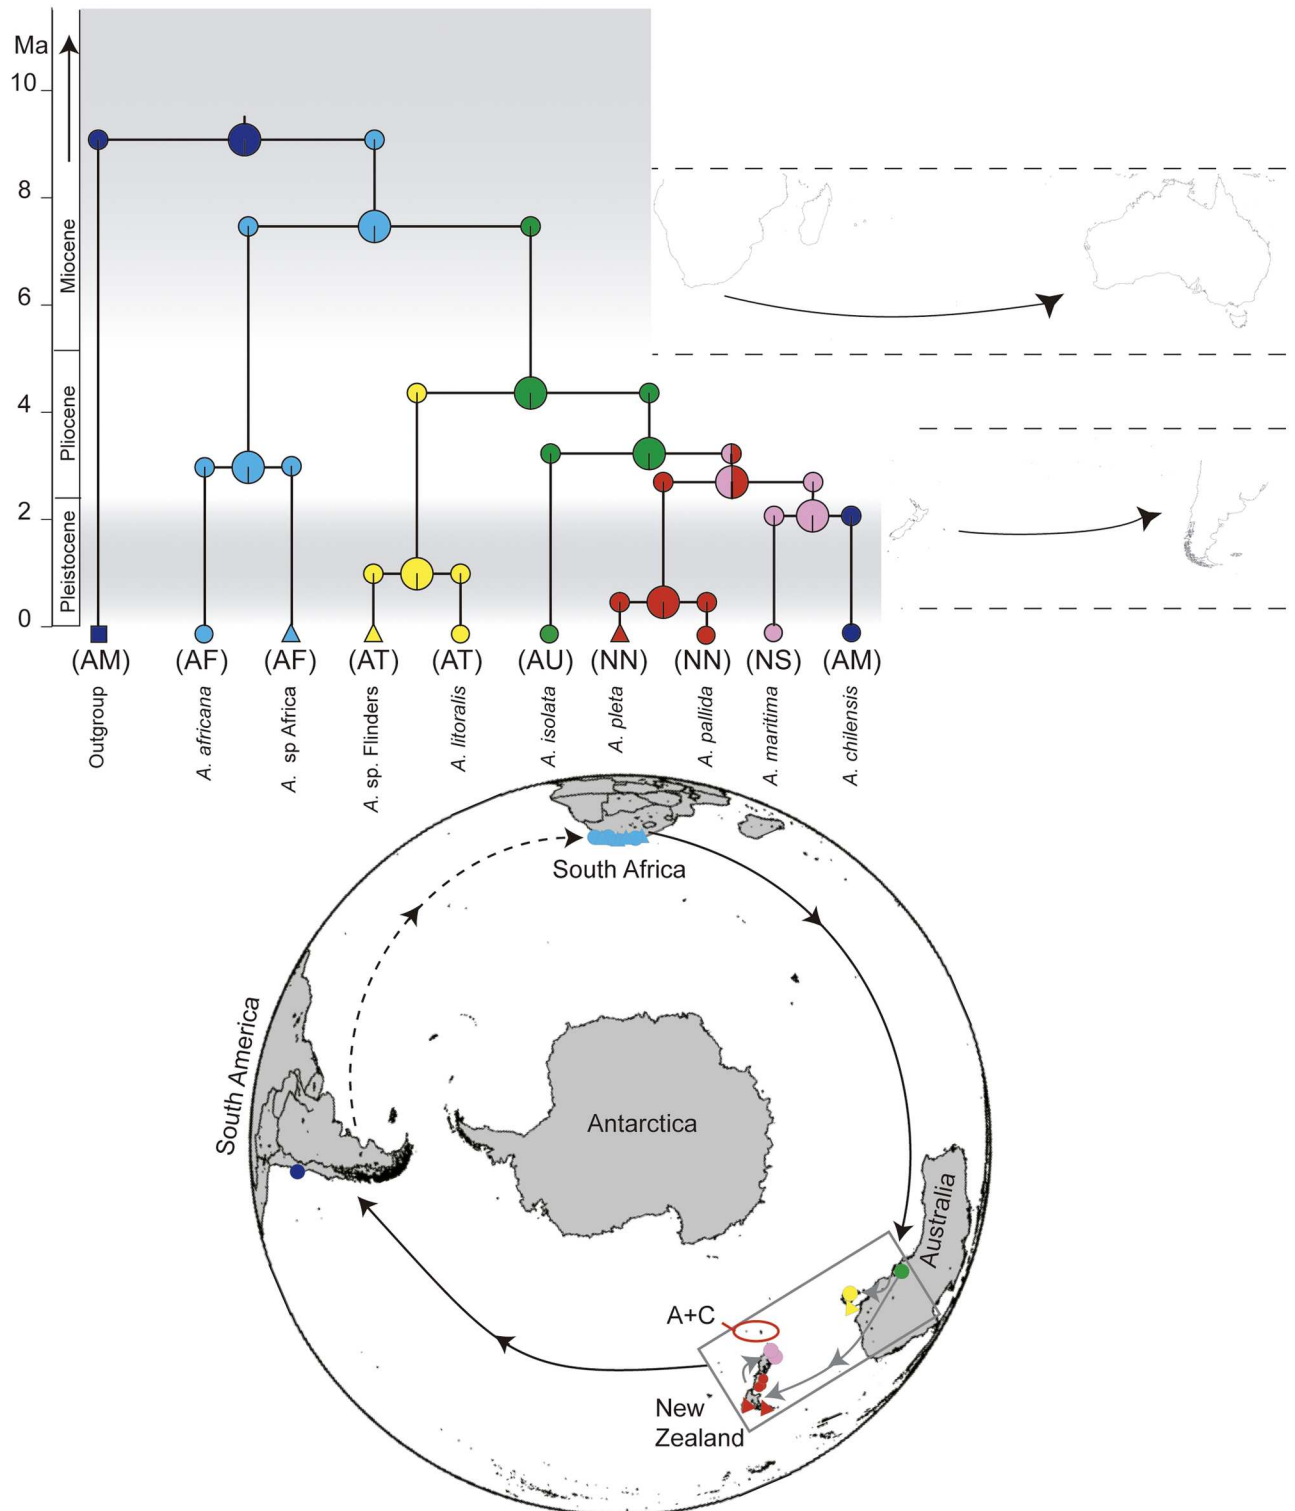 Ma
10
8
6
4
2
0
Miocene
Pliocene
Pleistocene
(AM) (AF) (AF) (AT) (AT) (AU) (NN) (NN) (NS) (AM)
Outgroup
A. africana
A. sp Africa
A. sp. Flinders
A. litoralis
A. isolata
A. pleta
A. pallida
A. maritima
A. chilensis
South Africa
South America
Antarctica
Australia
A+C
New
Zealand